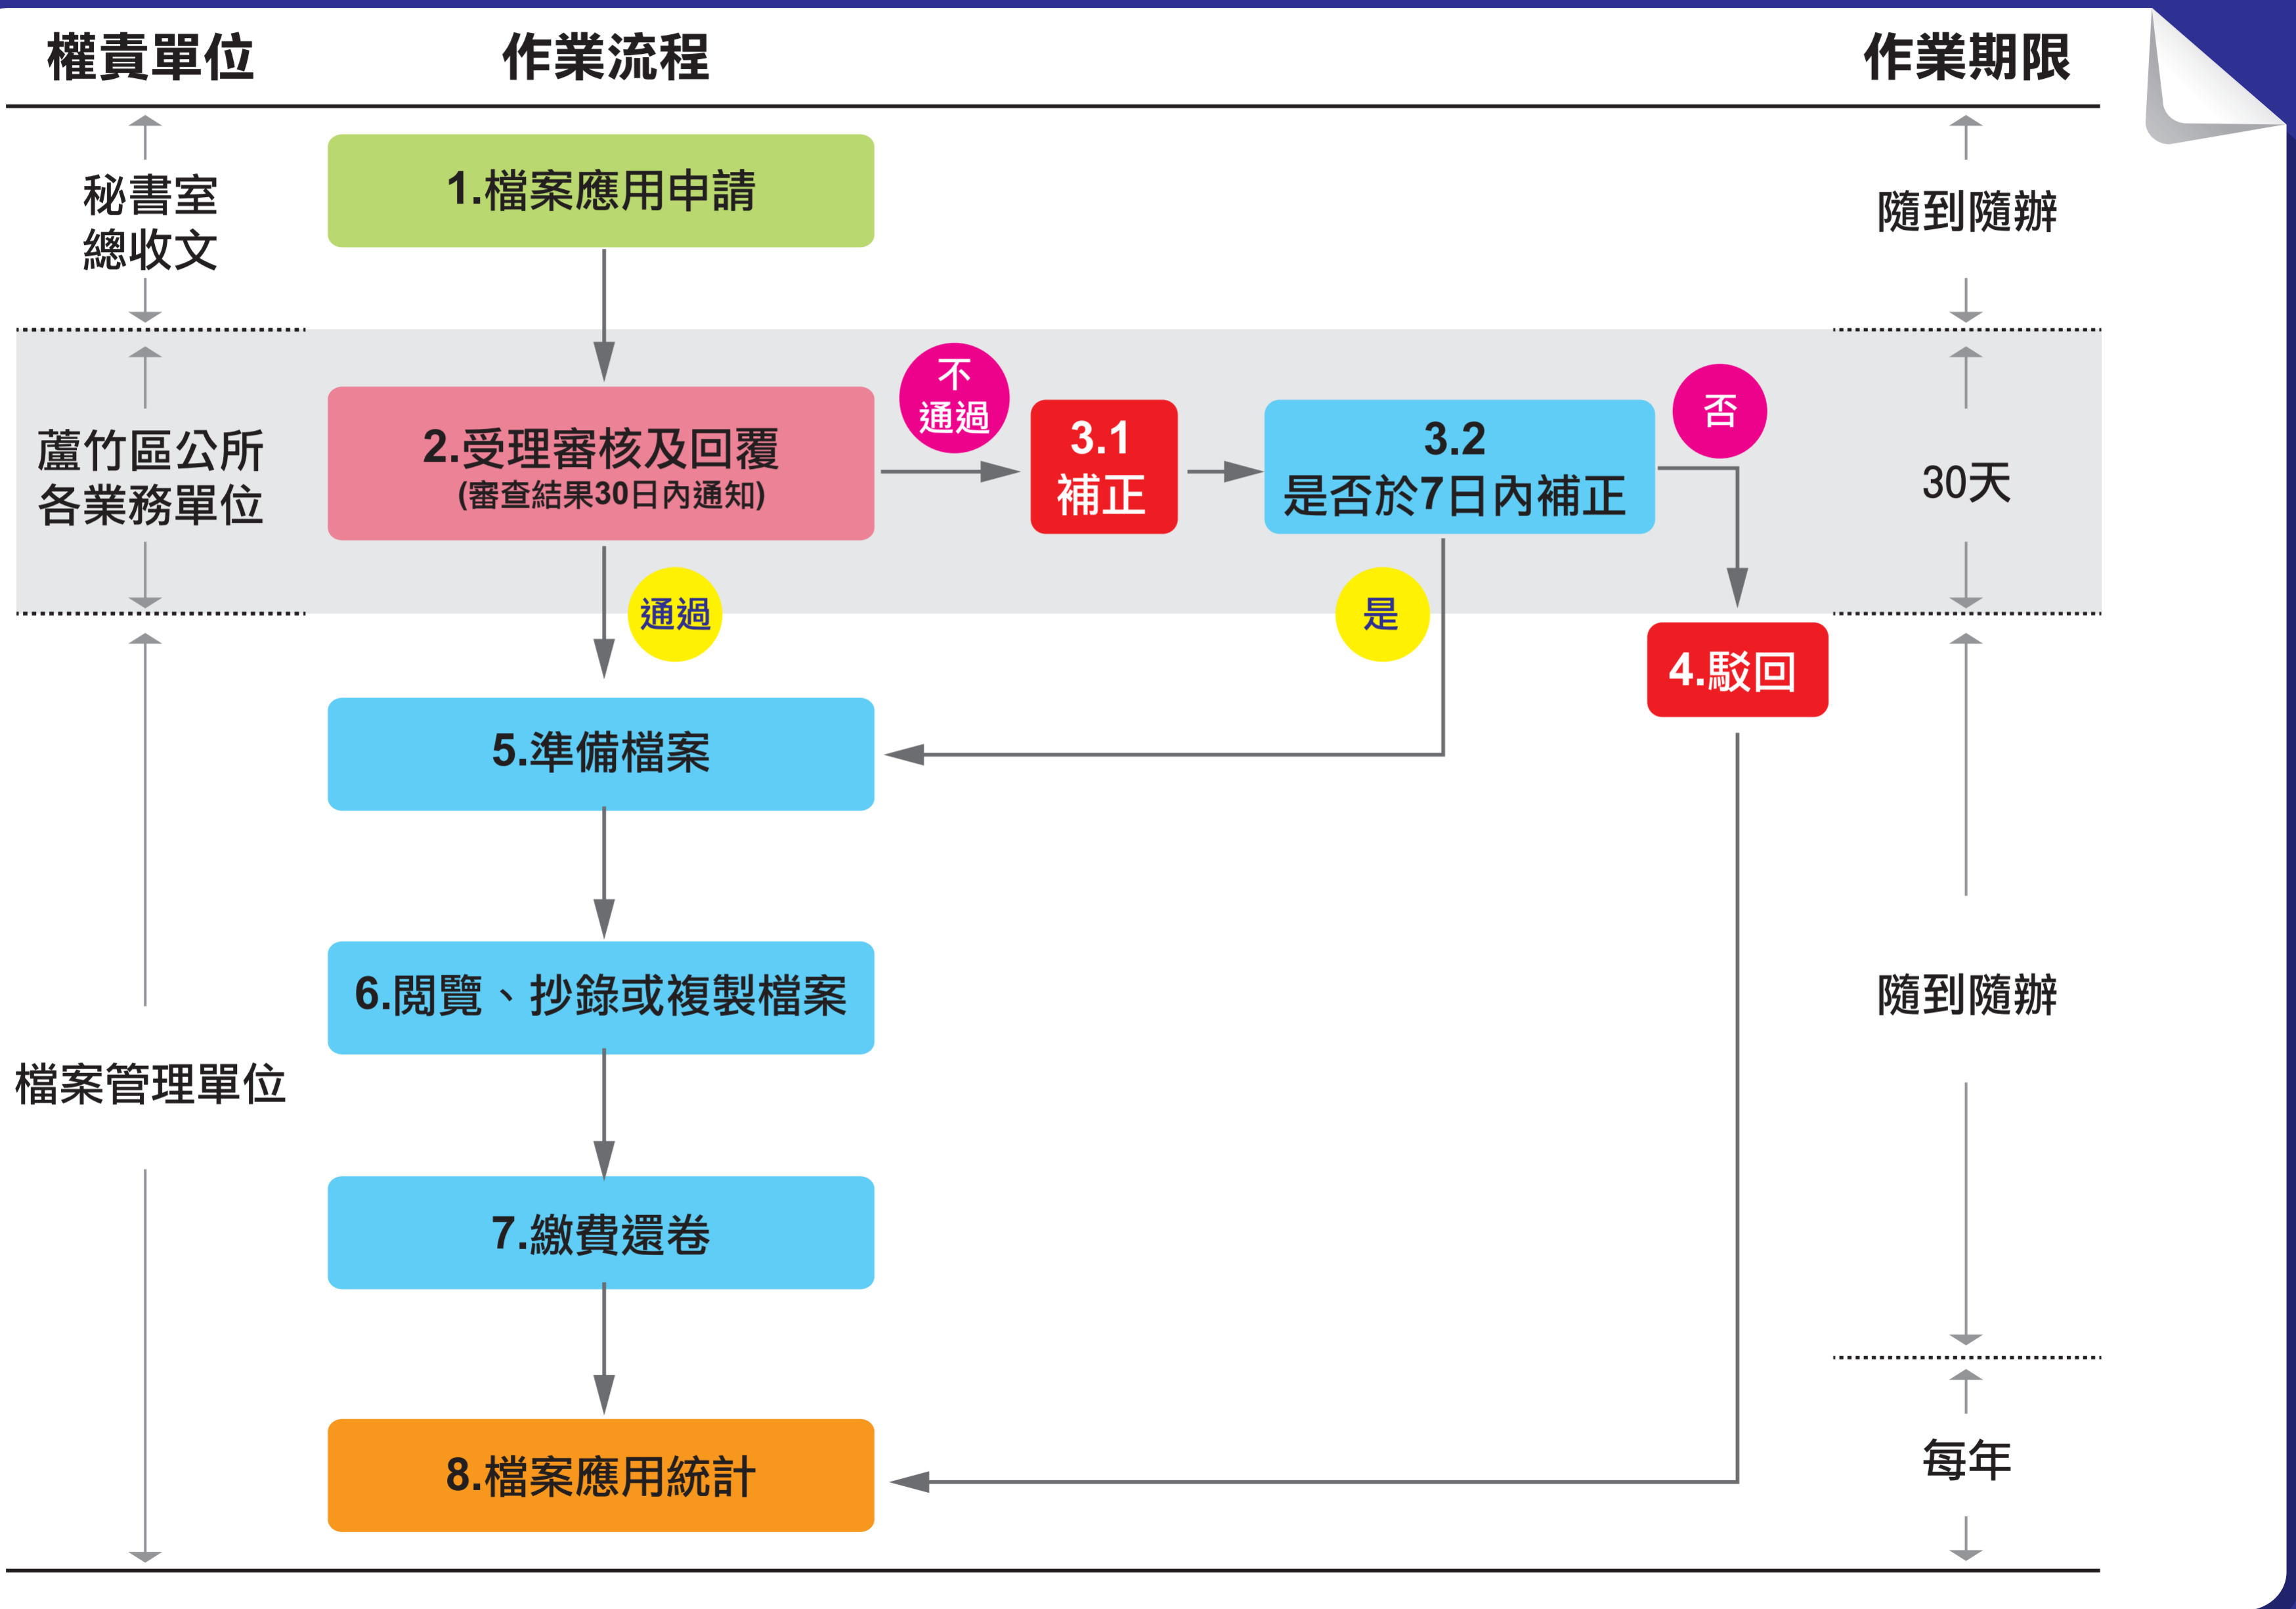 權責單位
作業流程
作業期限
秘書室
總收文
1.檔案應用申請
隨到隨辦
蘆竹區公所
各業務單位
2.受理審核及回覆
(審查結果30日內通知)
不
通過
3.1
補正
3.2
是否於7日內補正
否
30天
通過
是
4.駁回
5.準備檔案
6.閱覽、抄錄或複製檔案
隨到隨辦
檔案管理單位
7.繳費還卷
8.檔案應用統計
每年